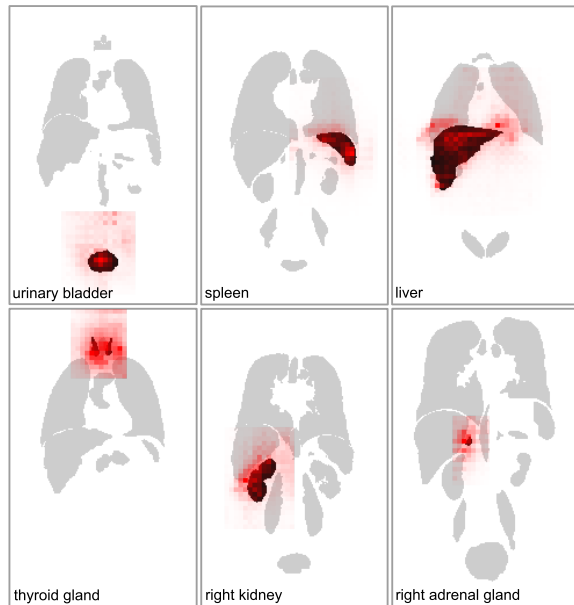 urinary bladder
spleen
liver
thyroid gland
right kidney
right adrenal gland